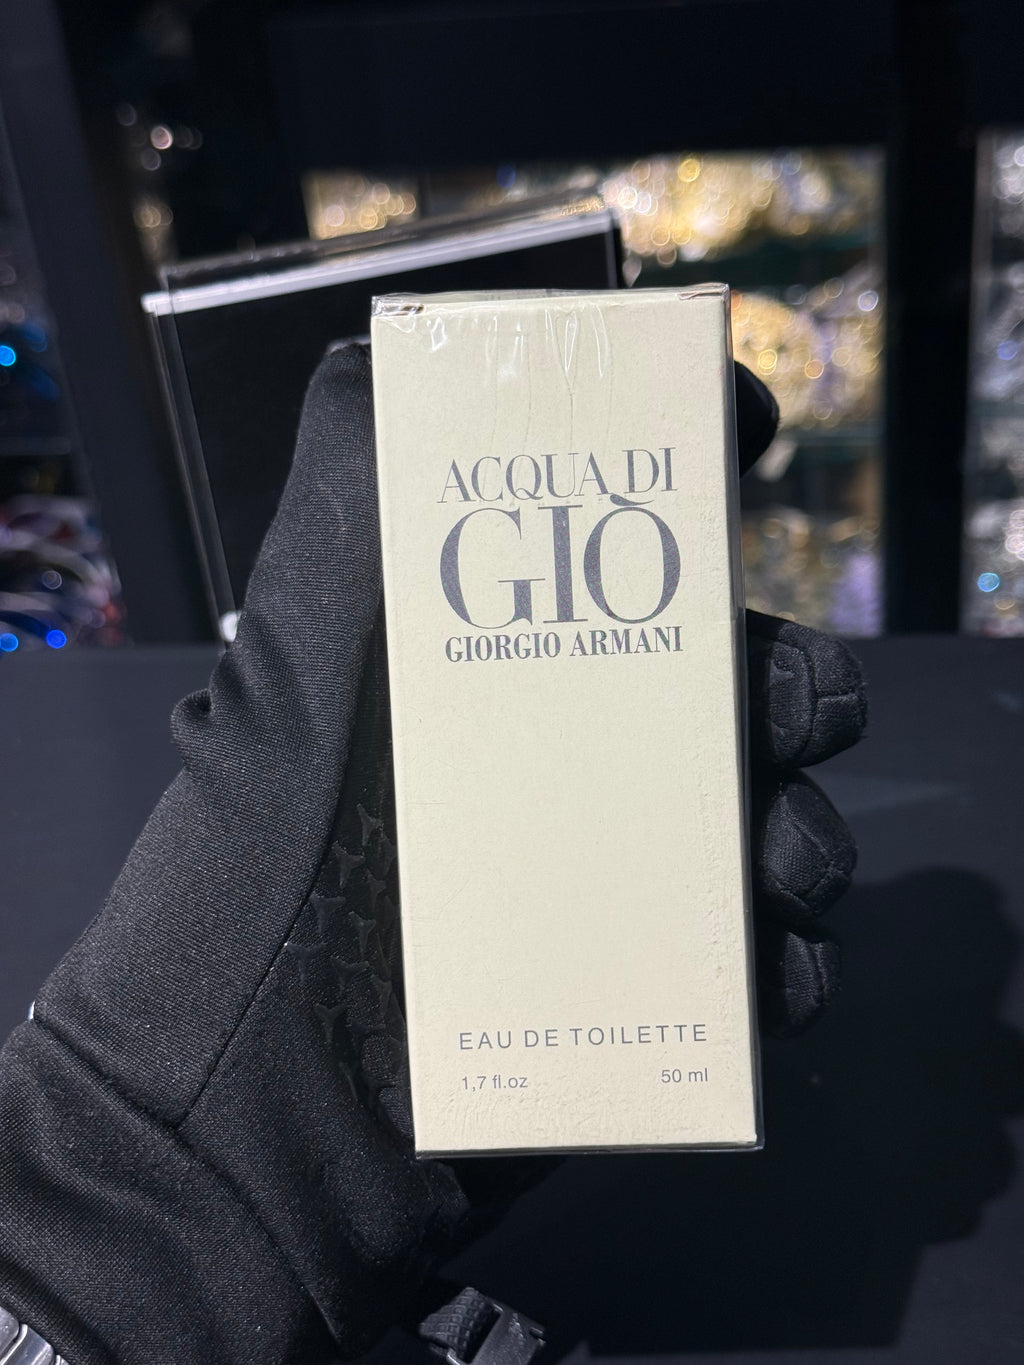 ACQUA DI
GIÒ
GIORGIO ARMANI
EAU DE TOILETTE
1,7 fl.oz 50 ml